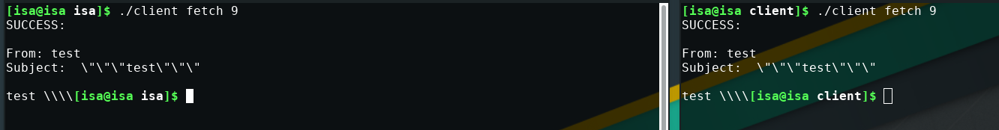 [isa@isa isa]$ ./client fetch 9
SUCCESS:
From: test
Subject:  \"\"\"test\"\"\"
test \\\\[isa@isa isa]$
[isa@isa client]$ ./client fetch 9
SUCCESS:
From: test
Subject:  \"\"\"test\"\"\"
test \\\\[isa@isa client]$